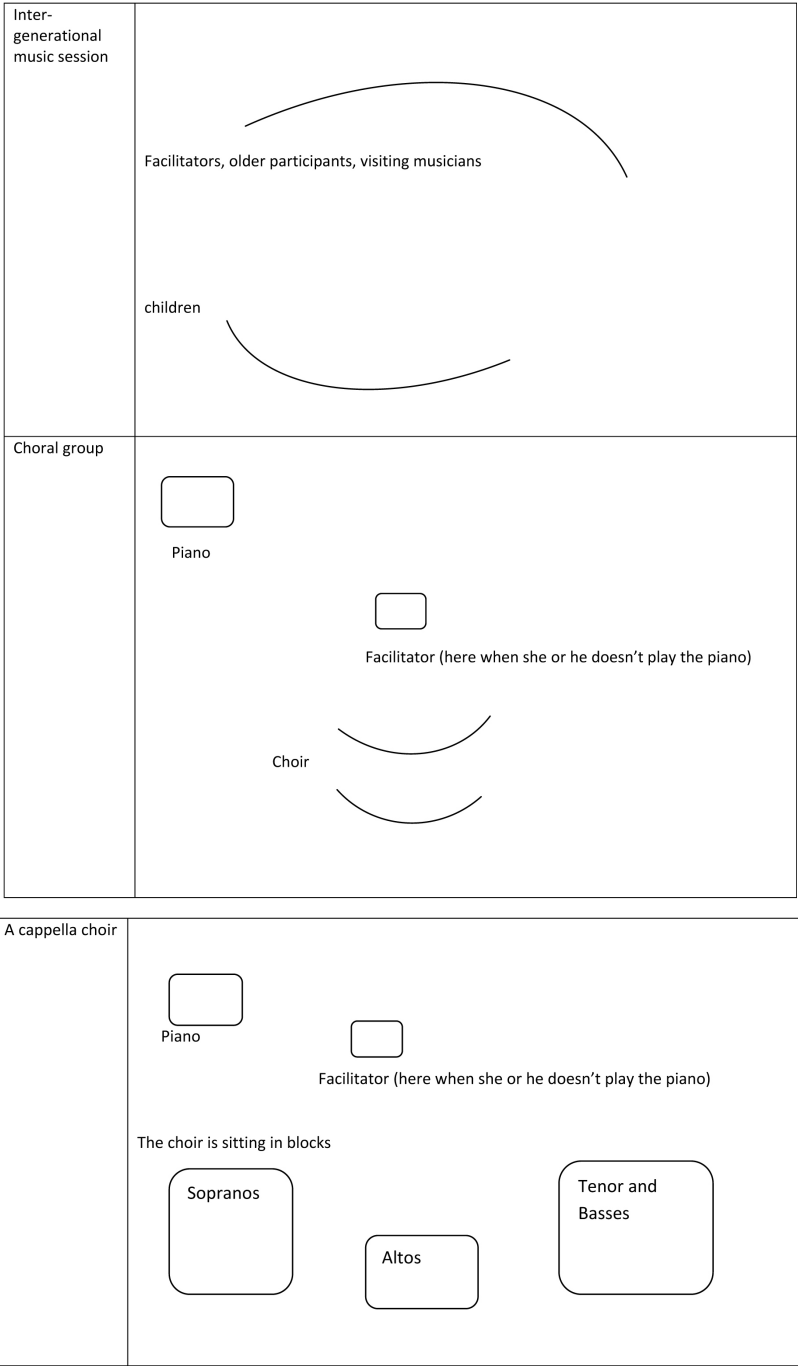 Inter-
generational
music session
Facilitators, older participants, visiting musicians
children
Choral group
Piano
Facilitator (here when she or he doesn’t play the piano)
Choir
A cappella choir
Piano
Facilitator (here when she or he doesn’t play the piano)
The choir is sitting in blocks
Sopranos
Altos
Tenor and
Basses